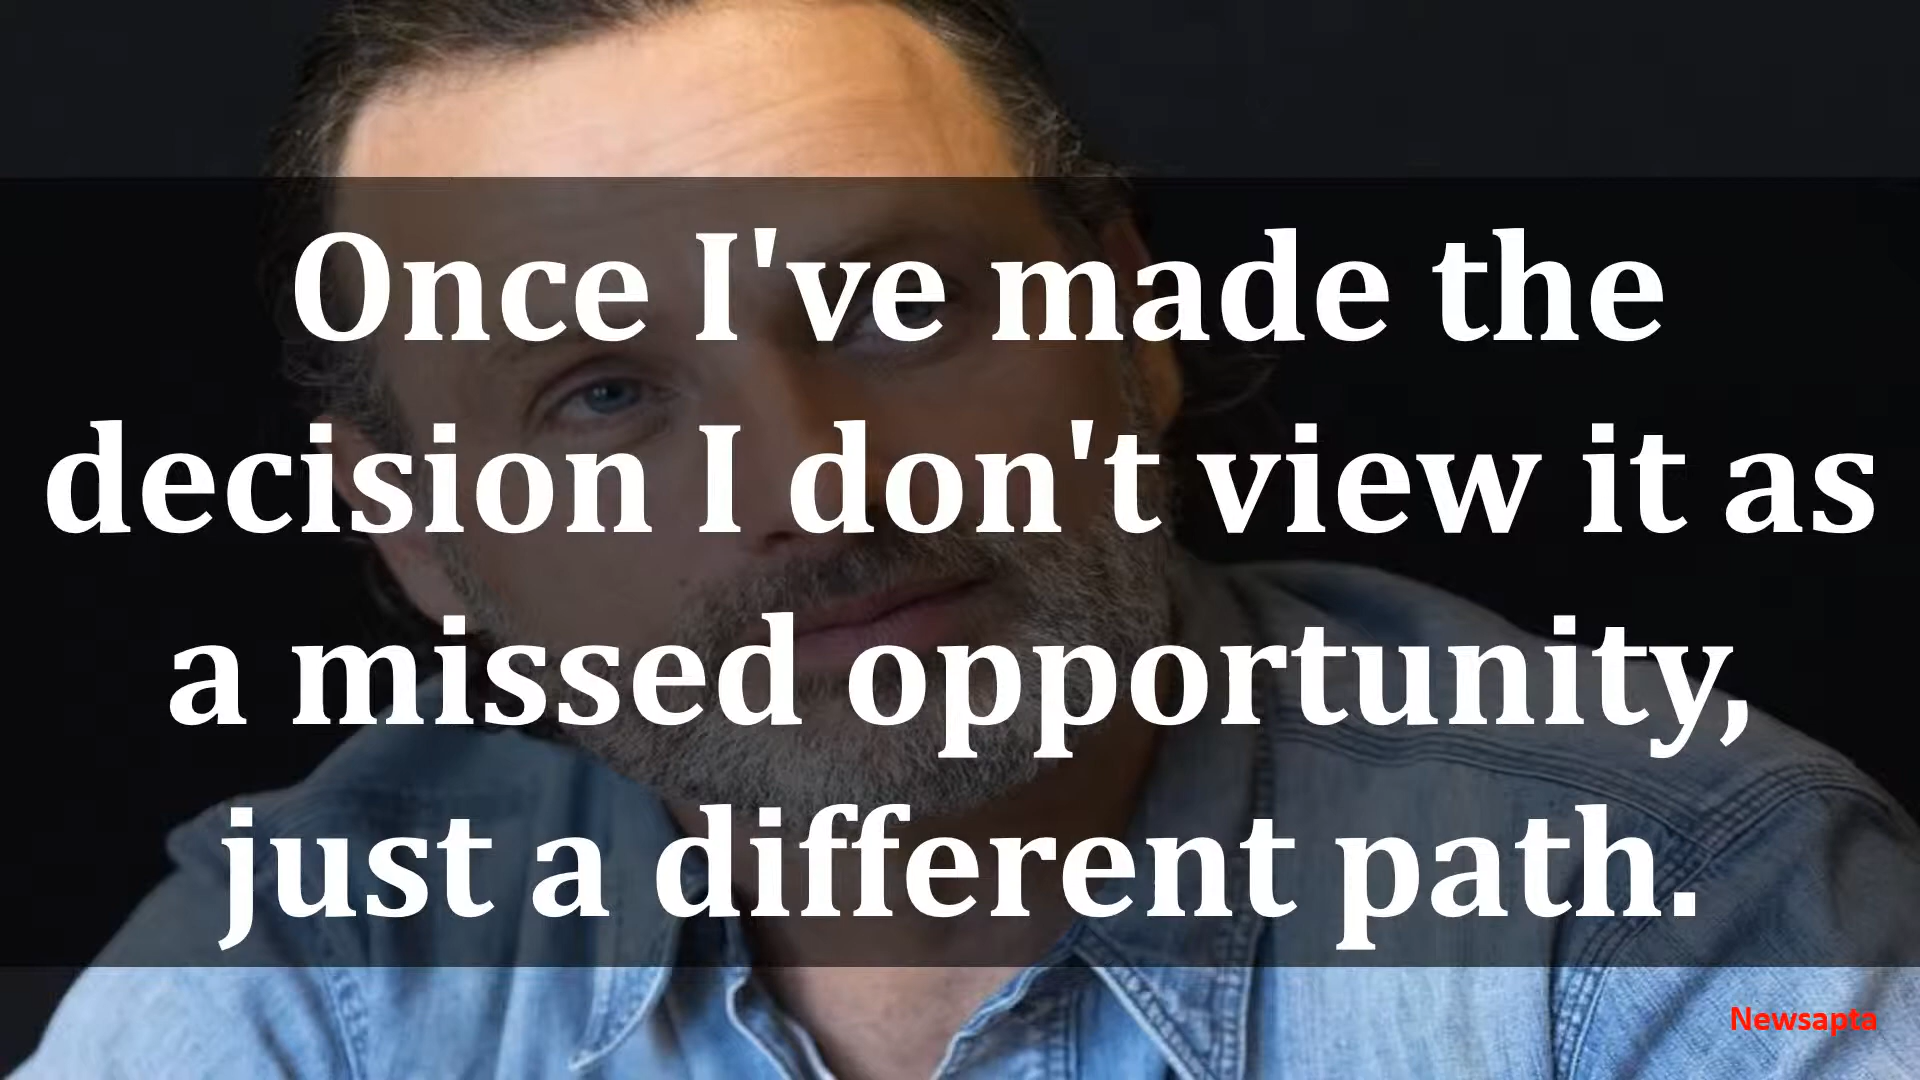 Once I've made the
decision I don't view it as
a missed opportunity,
just a different path.
Newsapta